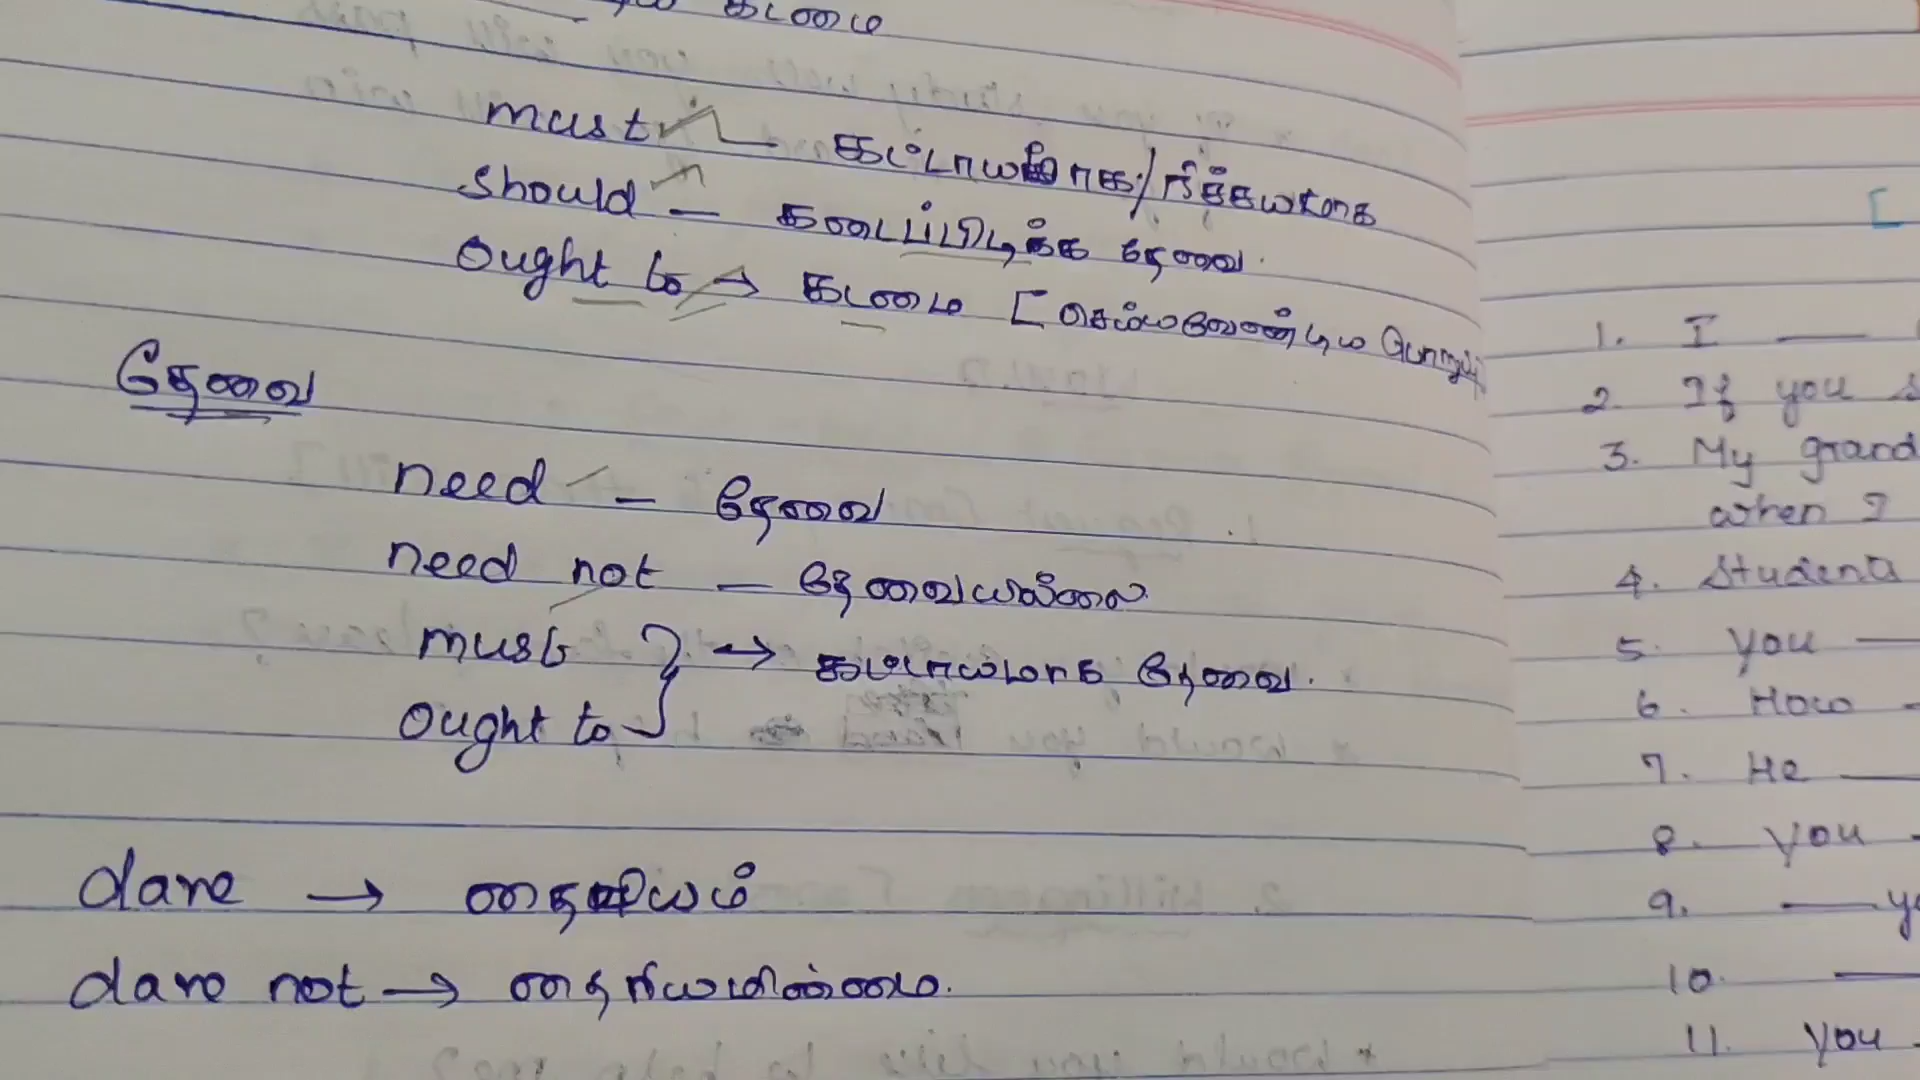 கடமை
must — கட்டாயமாக/நிச்சயமாக
should — கடைப்பிடிக்க தேவை.
Ought to → கடமை [செய்யவேண்டிய பொறுப்பு
தேவை
need — தேவை
need not — தேவையில்லை.
must } → கட்டாயமாக தேவை.
Ought to
dare → தைரியம்
dare not → தைரியமின்மை.
[
1. I ——
2. If you s
3. My grand
when I
4. Students
5. You —
6. How -
7. He ——
8. You -
9. —— yo
10. ——
11. You -